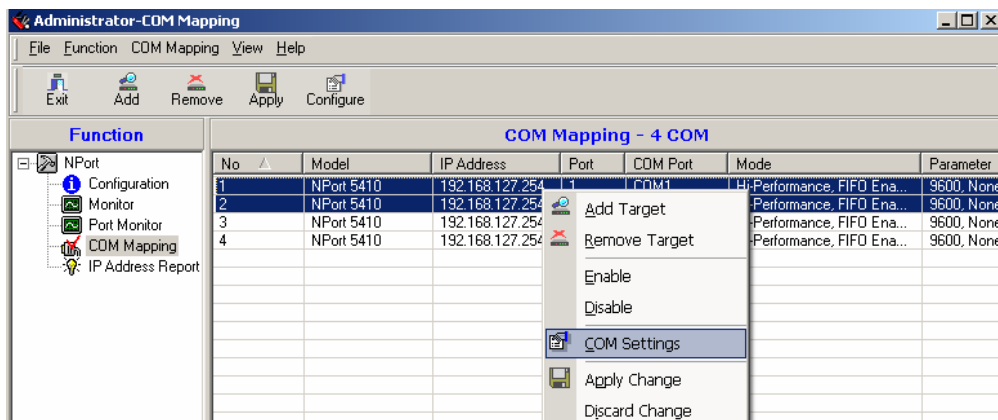 Administrator-COM Mapping
File Function COM Mapping View Help
Exit Add Remove Apply Configure
Function
COM Mapping - 4 COM
NPort
Configuration
Monitor
Port Monitor
COM Mapping
IP Address Report
No Model IP Address Port COM Port Mode Parameter
1 NPort 5410 192.168.127.254 1 COM1 Hi-Performance, FIFO Ena... 9600, None
2 NPort 5410 192.168.127.254 -Performance, FIFO Ena... 9600, None
3 NPort 5410 192.168.127.254 -Performance, FIFO Ena... 9600, None
4 NPort 5410 192.168.127.254 -Performance, FIFO Ena... 9600, None
Add Target
Remove Target
Enable
Disable
COM Settings
Apply Change
Discard Change